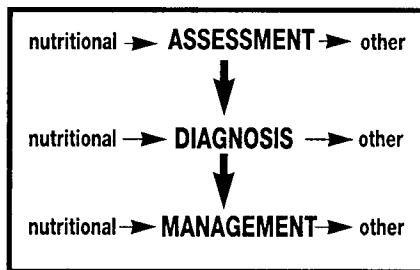 nutritional → ASSESSMENT → other
nutritional → DIAGNOSIS → other
nutritional → MANAGEMENT → other